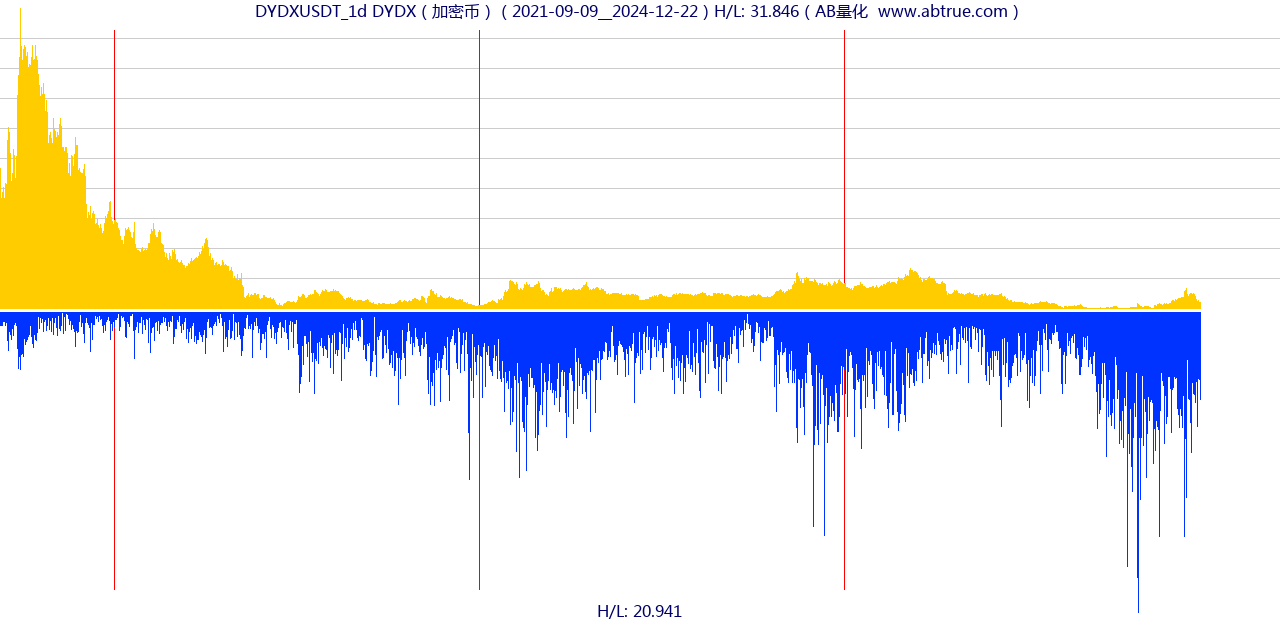 DYDXUSDT_1d DYDX ( 加密币 ) ( 2021-09-09__2024-12-22 ) H/L: 31.846 ( AB量化  www.abtrue.com )
H/L: 20.941